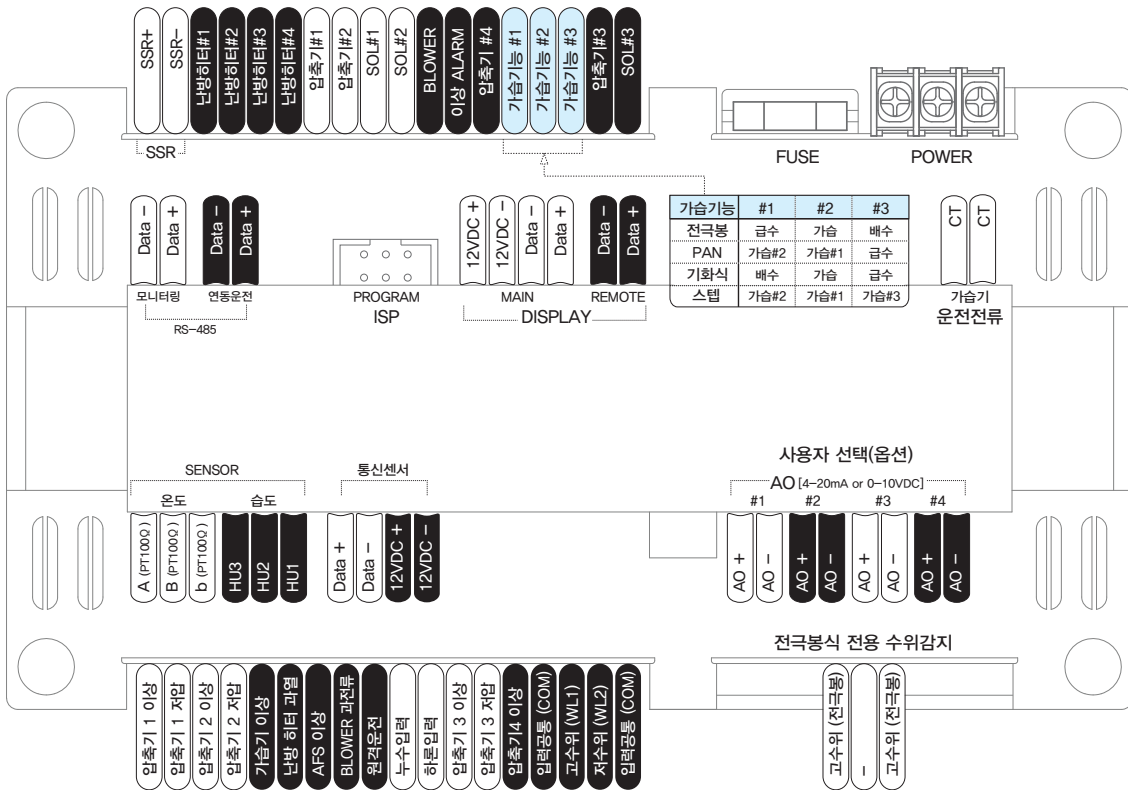 SSR+
SSR-
난방히터#1
난방히터#2
난방히터#3
난방히터#4
압축기#1
압축기#2
SOL#1
SOL#2
BLOWER
이상 ALARM
압축기 #4
가습기능 #1
가습기능 #2
가습기능 #3
압축기#3
SOL#3
SSR
FUSE
POWER
Data -
Data +
Data -
Data +
12VDC +
12VDC -
Data -
Data +
Data -
Data +
가습기능 #1 #2 #3
전극봉 급수 가습 배수
PAN 가습#2 가습#1 급수
기화식 배수 가습 급수
스텝 가습#2 가습#1 가습#3
CT
CT
모니터링 연동운전
RS-485
PROGRAM
ISP
MAIN REMOTE
DISPLAY
가습기
운전전류
SENSOR
온도 습도
통신센서
사용자 선택(옵션)
AO [4-20mA or 0-10VDC]
#1 #2 #3 #4
A (PT100Ω)
B (PT100Ω)
b (PT100Ω)
HU3
HU2
HU1
Data +
Data -
12VDC +
12VDC -
AO +
AO -
AO +
AO -
AO +
AO -
AO +
AO -
전극봉식 전용 수위감지
압축기 1 이상
압축기 1 저압
압축기 2 이상
압축기 2 저압
가습기 이상
난방 히터 과열
AFS 이상
BLOWER 과전류
원격운전
누수입력
하론입력
압축기 3 이상
압축기 3 저압
압축기4 이상
입력공통 (COM)
고수위 (WL1)
저수위 (WL2)
입력공통 (COM)
고수위 (전극봉)
-
고수위 (전극봉)